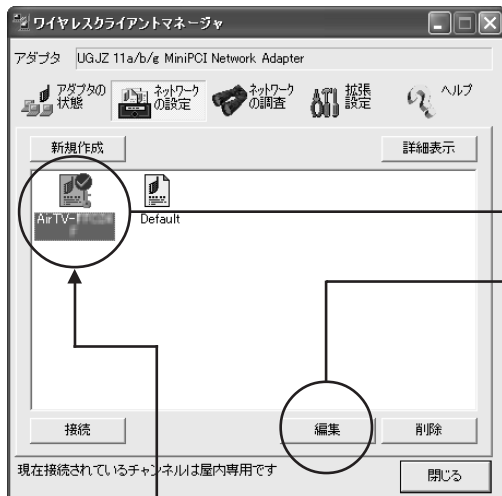 ワイヤレスクライアントマネージャ
アダプタ UGJZ 11a/b/g MiniPCI Network Adapter
アダプタの状態
ネットワークの設定
ネットワークの調査
拡張設定
ヘルプ
新規作成
詳細表示
AirTV-
Default
接続
編集
削除
現在接続されているチャンネルは屋内専用です
閉じる